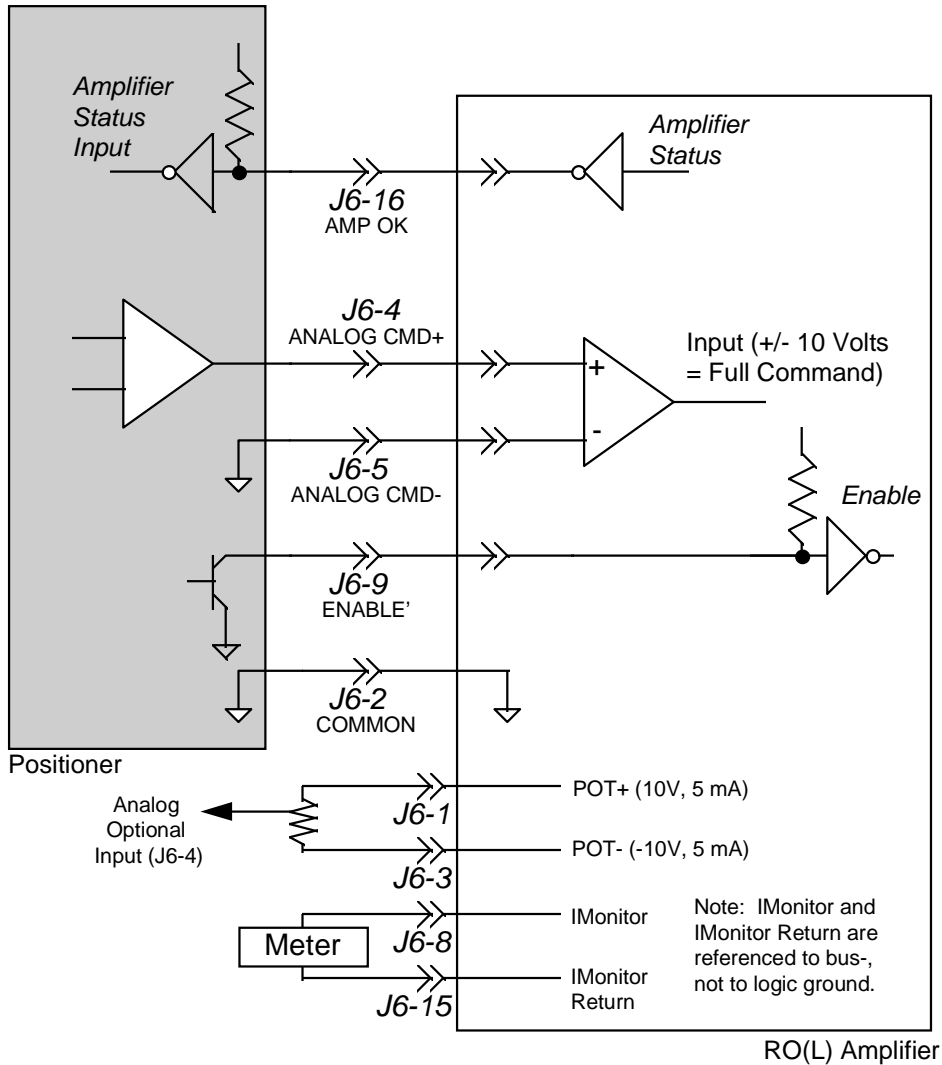 Amplifier
Status
Input
Amplifier
Status
J6-16
AMP OK
J6-4
ANALOG CMD+
Input (+/- 10 Volts
= Full Command)
+
-
J6-5
ANALOG CMD-
Enable
J6-9
ENABLE’
J6-2
COMMON
Positioner
Analog
Optional
Input (J6-4)
J6-1
POT+ (10V, 5 mA)
J6-3
POT- (-10V, 5 mA)
Meter
J6-8
IMonitor
J6-15
IMonitor
Return
Note: IMonitor and
IMonitor Return are
referenced to bus-,
not to logic ground.
RO(L) Amplifier